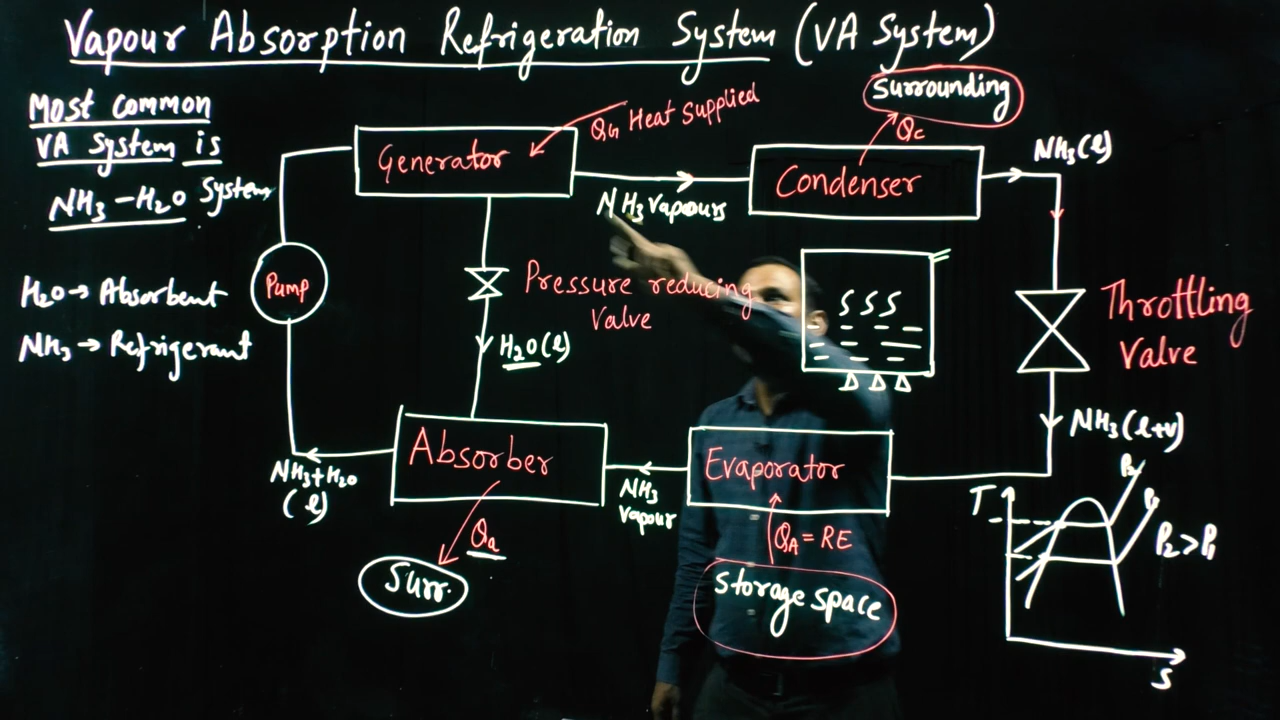 Vapour Absorption Refrigeration System (VA System)
Most common
VA System is
NH3 - H2O System
H2O → Absorbent
NH3 → Refrigerant
Generator
QG Heat Supplied
Surrounding
QC
NH3 Vapours
Condenser
NH3(l)
Pump
Pressure reducing
Valve
H2O(l)
SSS
Throttling
Valve
NH3(l+v)
Absorber
NH3+H2O
(l)
Qa
Surr.
NH3
Vapour
Evaporator
QA = RE
Storage space
T
P2
P1
P2 > P1
S